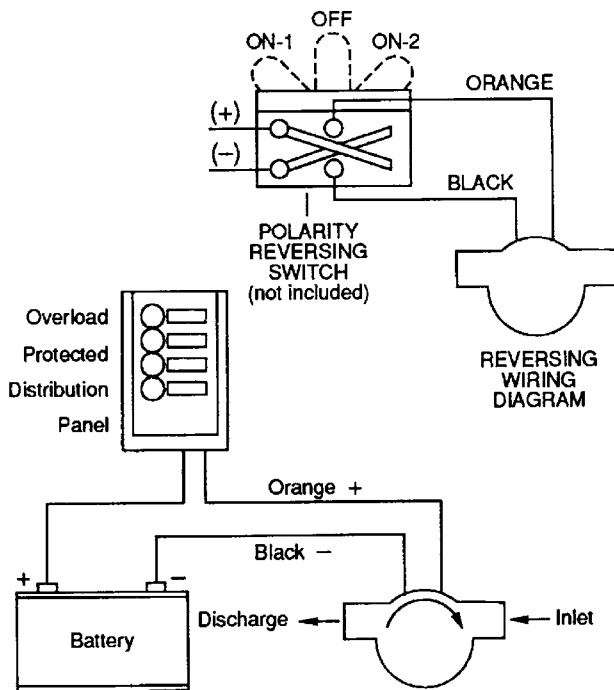 OFF
ON-1
ON-2
ORANGE
(+)
(−)
BLACK
POLARITY
REVERSING
SWITCH
(not included)
REVERSING
WIRING
DIAGRAM
Overload
Protected
Distribution
Panel
Orange +
Black −
+
−
Battery
Discharge
Inlet